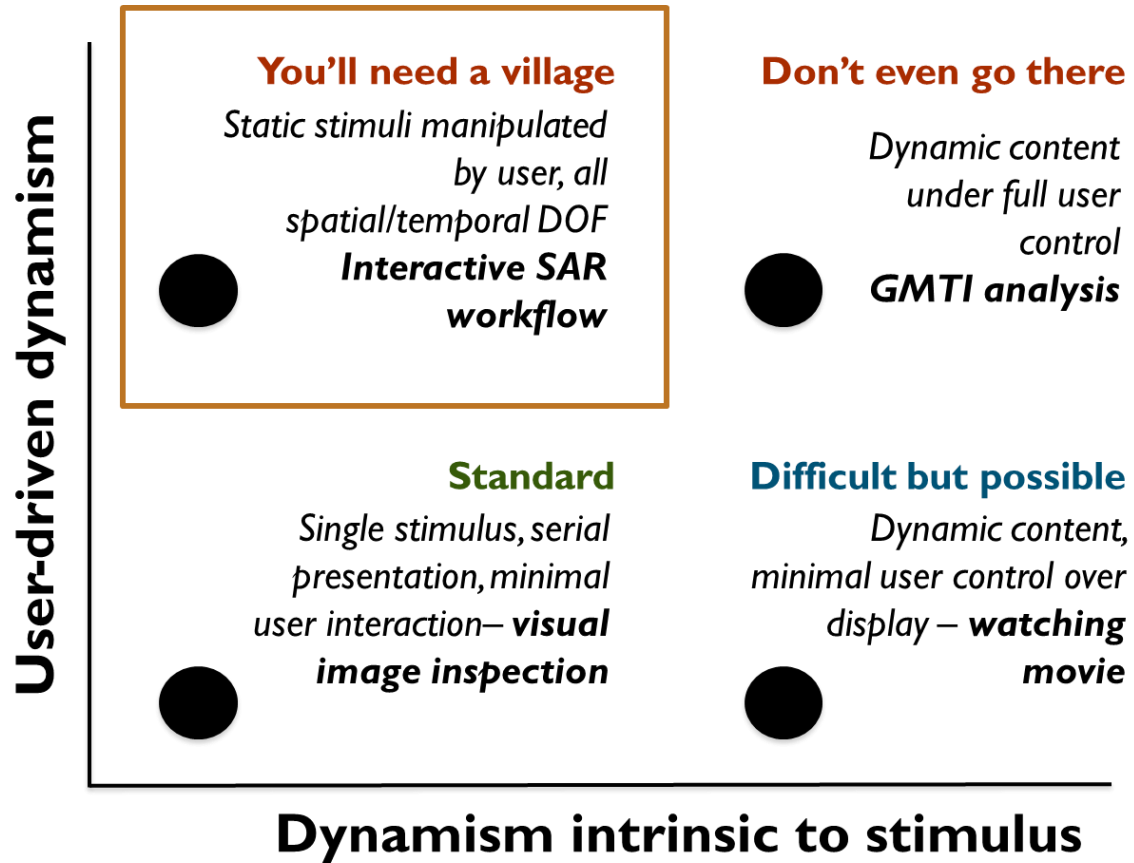 User-driven dynamism
You’ll need a village
Static stimuli manipulated
by user, all
spatial/temporal DOF
Interactive SAR
workflow
Don’t even go there
Dynamic content
under full user
control
GMTI analysis
Standard
Single stimulus, serial
presentation, minimal
user interaction– visual
image inspection
Difficult but possible
Dynamic content,
minimal user control over
display – watching
movie
Dynamism intrinsic to stimulus